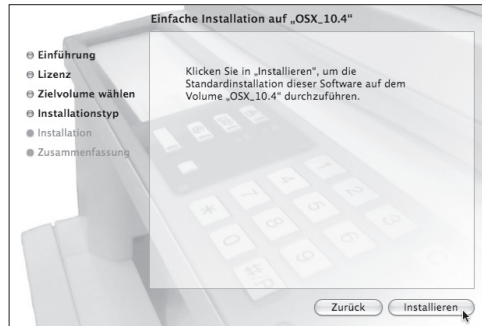 Einfache Installation auf „OSX_10.4“
Einführung
Lizenz
Zielvolume wählen
Installationstyp
Installation
Zusammenfassung
Klicken Sie in „Installieren“, um die
Standardinstallation dieser Software auf dem
Volume „OSX_10.4“ durchzuführen.
Zurück
Installieren